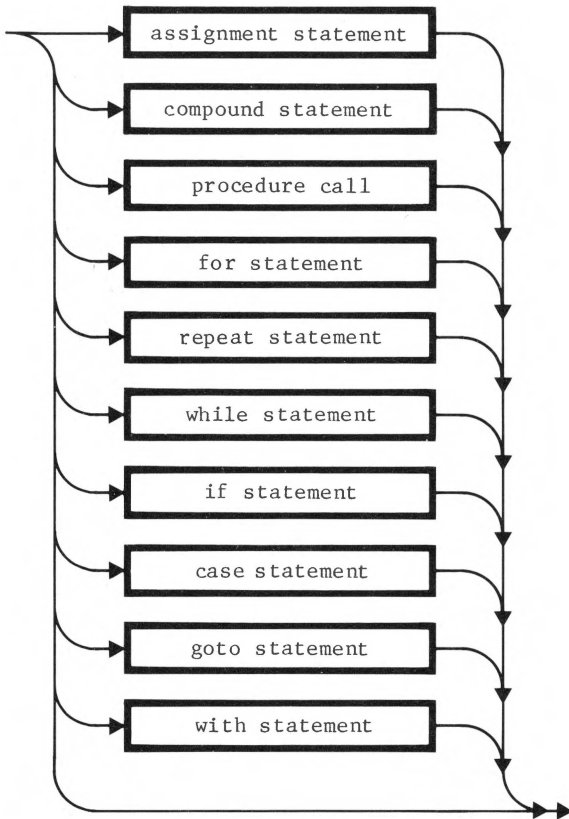 assignment statement
compound statement
procedure call
for statement
repeat statement
while statement
if statement
case statement
goto statement
with statement